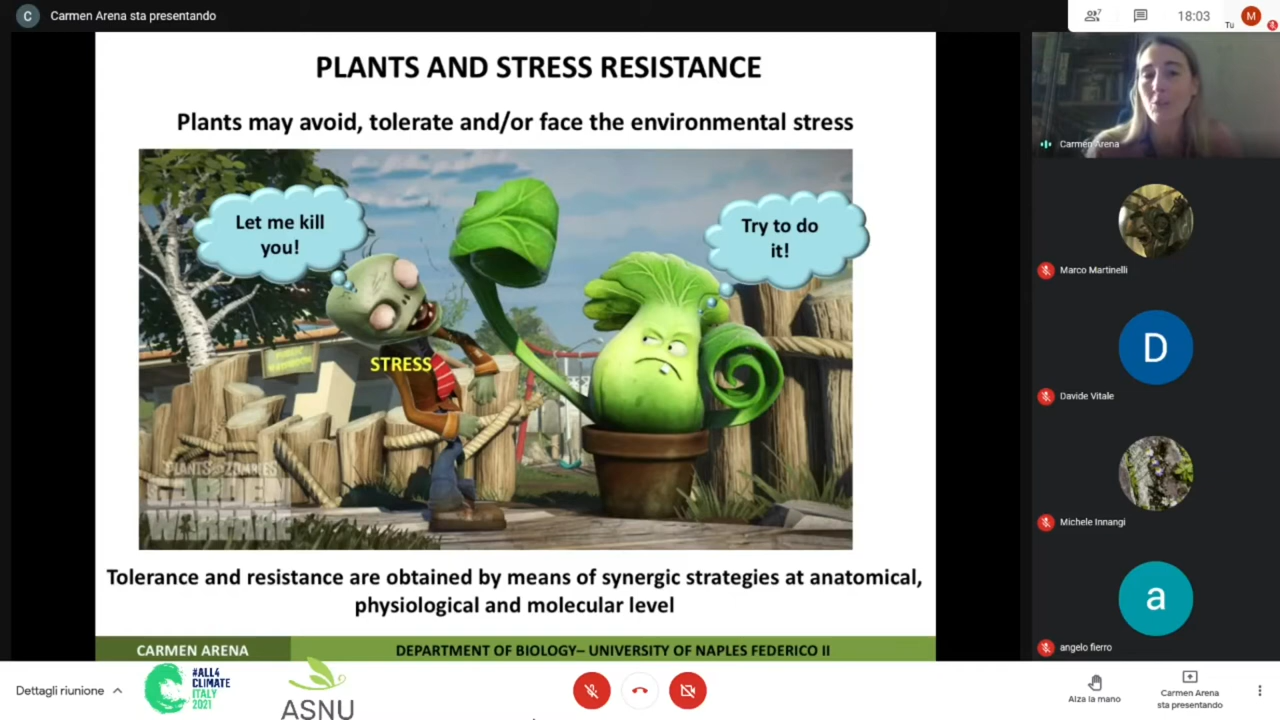 C
Carmen Arena sta presentando
7
18:03
Tu
M
PLANTS AND STRESS RESISTANCE
Plants may avoid, tolerate and/or face the environmental stress
Let me kill
you!
Try to do
it!
STRESS
PLANTS VS ZOMBIES
GARDEN
WARFARE
Tolerance and resistance are obtained by means of synergic strategies at anatomical,
physiological and molecular level
CARMEN ARENA
DEPARTMENT OF BIOLOGY– UNIVERSITY OF NAPLES FEDERICO II
Carmen Arena
Marco Martinelli
D
Davide Vitale
Michele Innangi
a
angelo fierro
Dettagli riunione
#ALL4
CLIMATE
ITALY
2021
ASNU
Alza la mano
Carmen Arena
sta presentando